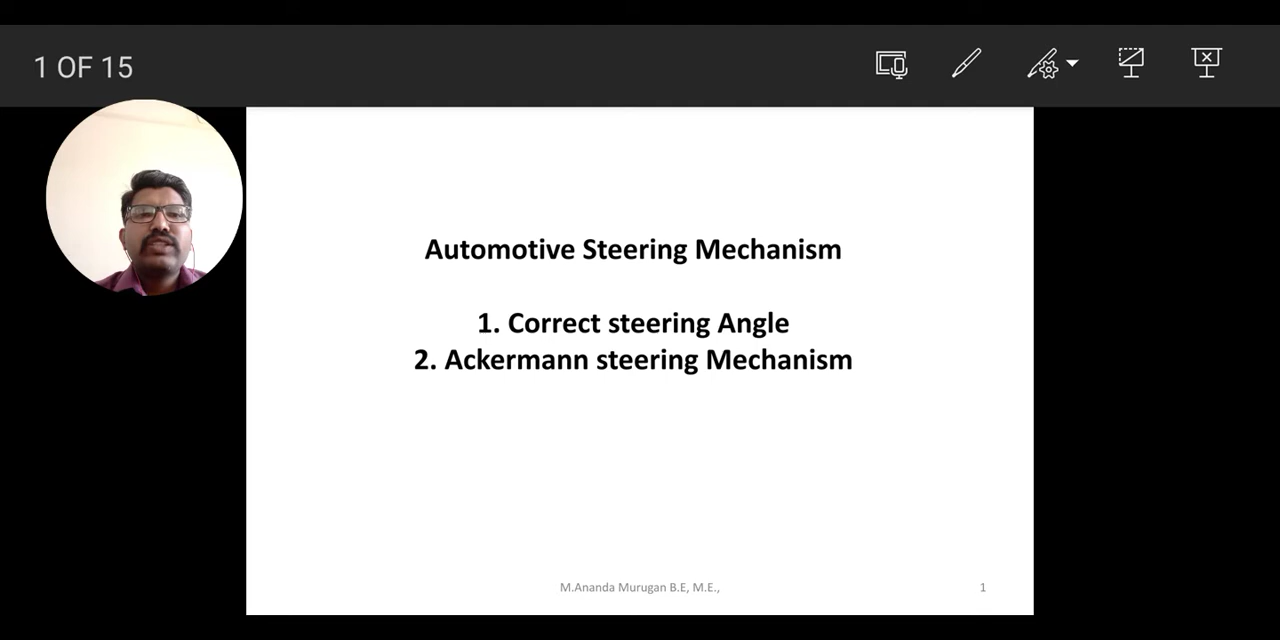 1 OF 15
Automotive Steering Mechanism
1. Correct steering Angle
2. Ackermann steering Mechanism
M.Ananda Murugan B.E, M.E.,
1